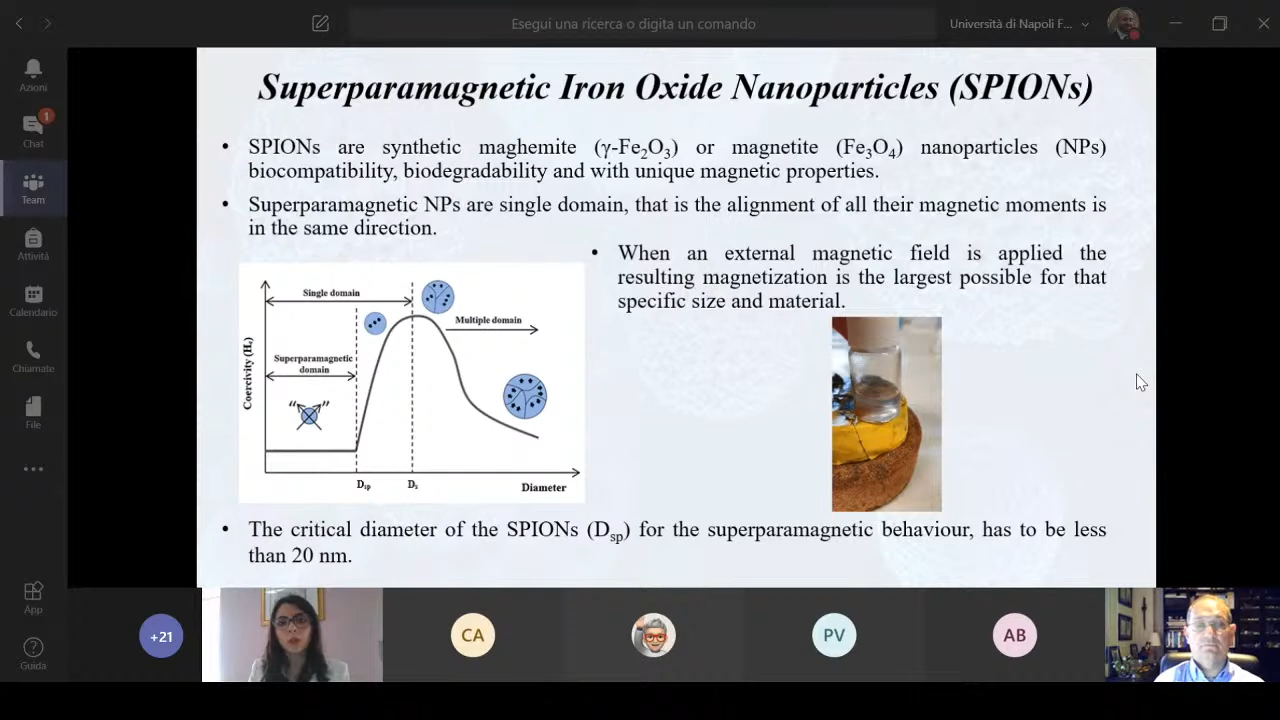 Esegui una ricerca o digita un comando
Università di Napoli F...
Azioni
1
Chat
Team
Attività
Calendario
Chiamate
File
App
Guida
Superparamagnetic Iron Oxide Nanoparticles (SPIONs)
• SPIONs are synthetic maghemite (γ-Fe₂O₃) or magnetite (Fe₃O₄) nanoparticles (NPs)
biocompatibility, biodegradability and with unique magnetic properties.
• Superparamagnetic NPs are single domain, that is the alignment of all their magnetic moments is
in the same direction.
• When an external magnetic field is applied the
resulting magnetization is the largest possible for that
specific size and material.
Single domain
Multiple domain
Superparamagnetic
domain
Coercivity (Hc)
" "
Dsp
Ds
Diameter
• The critical diameter of the SPIONs (Dsp) for the superparamagnetic behaviour, has to be less
than 20 nm.
+21
CA
PV
AB